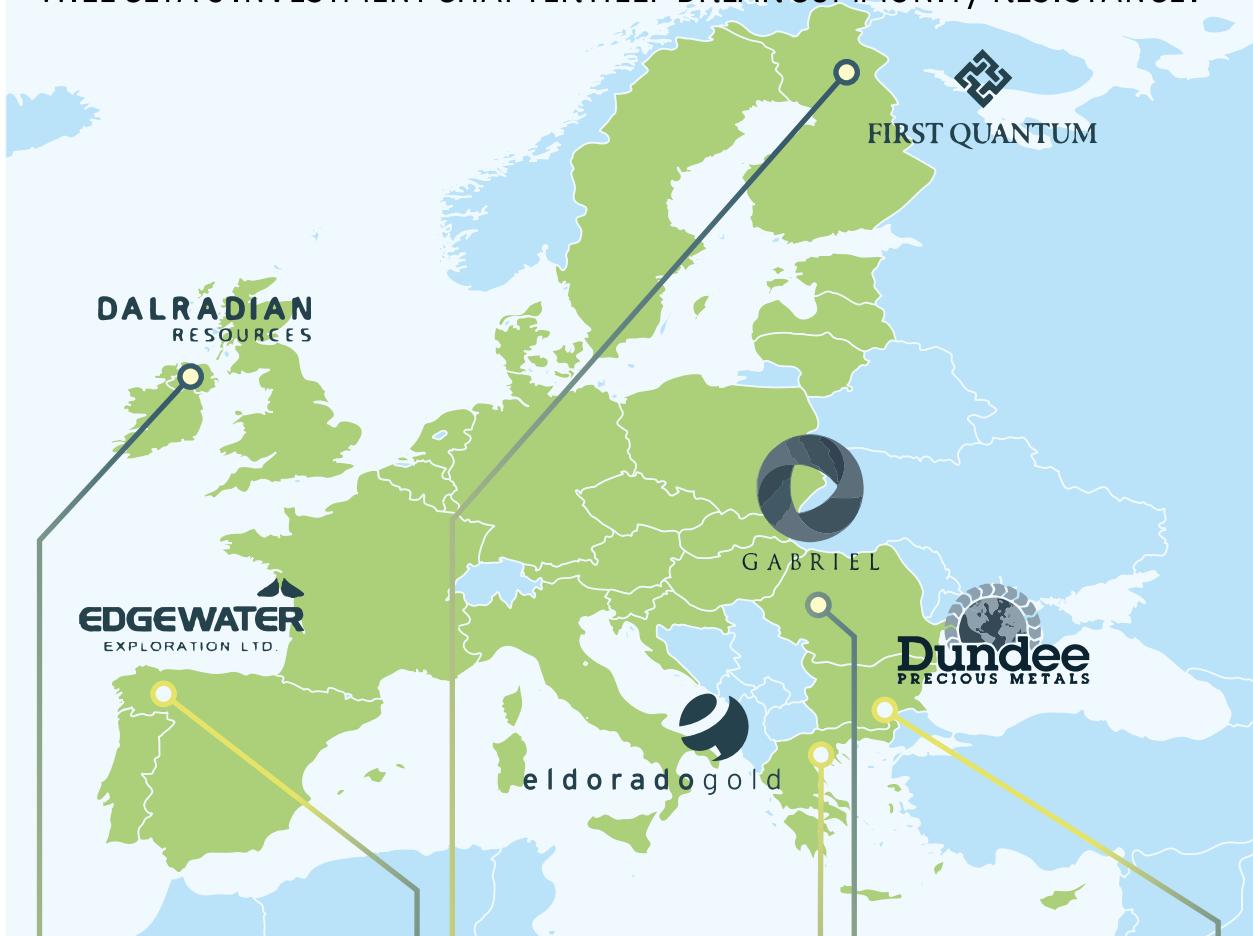 FIRST QUANTUM
DALRADIAN
RESOURCES
GABRIEL
EDGEWATER
EXPLORATION LTD.
Dundee
PRECIOUS METALS
eldoradogold